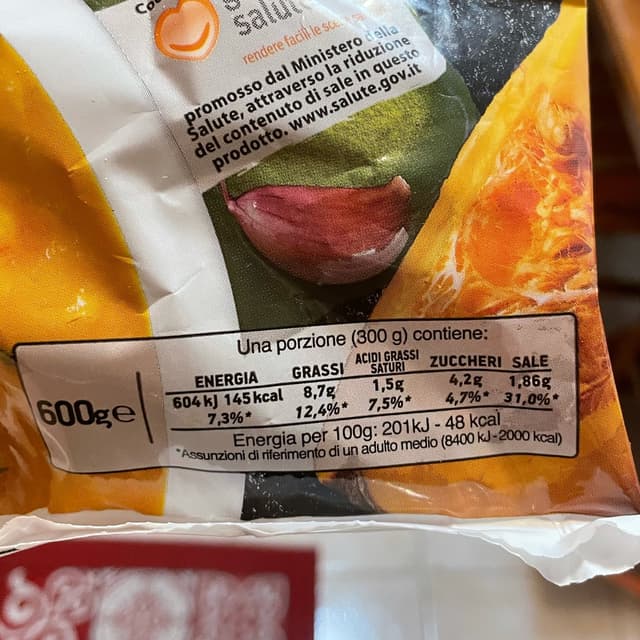 salut
rendere facili le
promosso dal Ministero della
Salute, attraverso la riduzione
del contenuto di sale in questo
prodotto. www.salute.gov.it
Una porzione (300 g) contiene:
ENERGIA GRASSI ACIDI GRASSI SATURI ZUCCHERI SALE
604 kJ 145 kcal 8,7g 1,5g 4,2g 1,86g
7,3%* 12,4%* 7,5%* 4,7%* 31,0%*
600g e
Energia per 100g: 201kJ - 48 kcal
*Assunzioni di riferimento di un adulto medio (8400 kJ-2000 kcal)